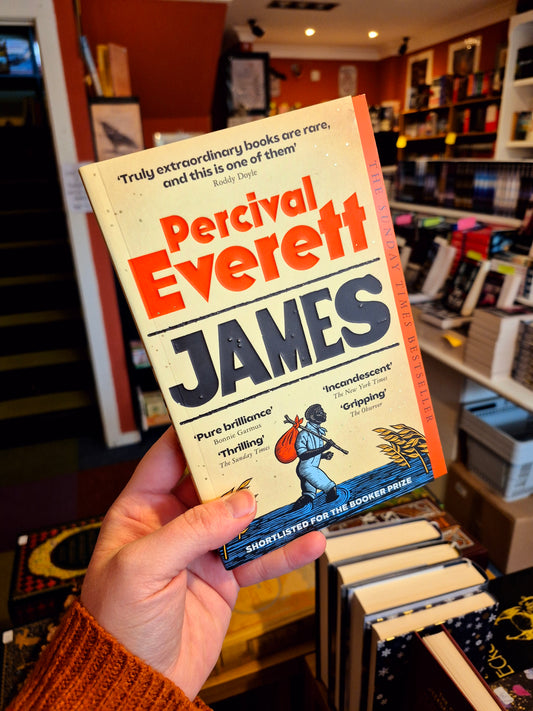 'Truly extraordinary books are rare,
and this is one of them'
Roddy Doyle
Percival
Everett
JAMES
THE SUNDAY TIMES BESTSELLER
'Pure brilliance'
Bonnie Garmus
'Thrilling'
The Sunday Times
'Incandescent'
The New York Times
'Gripping'
The Observer
SHORTLISTED FOR THE BOOKER PRIZE